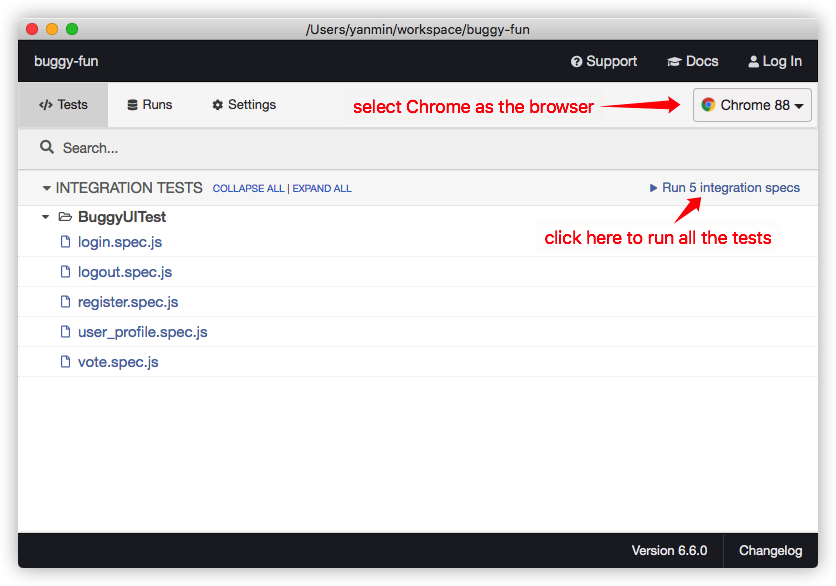 /Users/yanmin/workspace/buggy-fun
buggy-fun Support Docs Log In
Tests Runs Settings select Chrome as the browser Chrome 88
Search...
INTEGRATION TESTS COLLAPSE ALL | EXPAND ALL Run 5 integration specs
BuggyUITest
click here to run all the tests
login.spec.js
logout.spec.js
register.spec.js
user_profile.spec.js
vote.spec.js
Version 6.6.0 Changelog